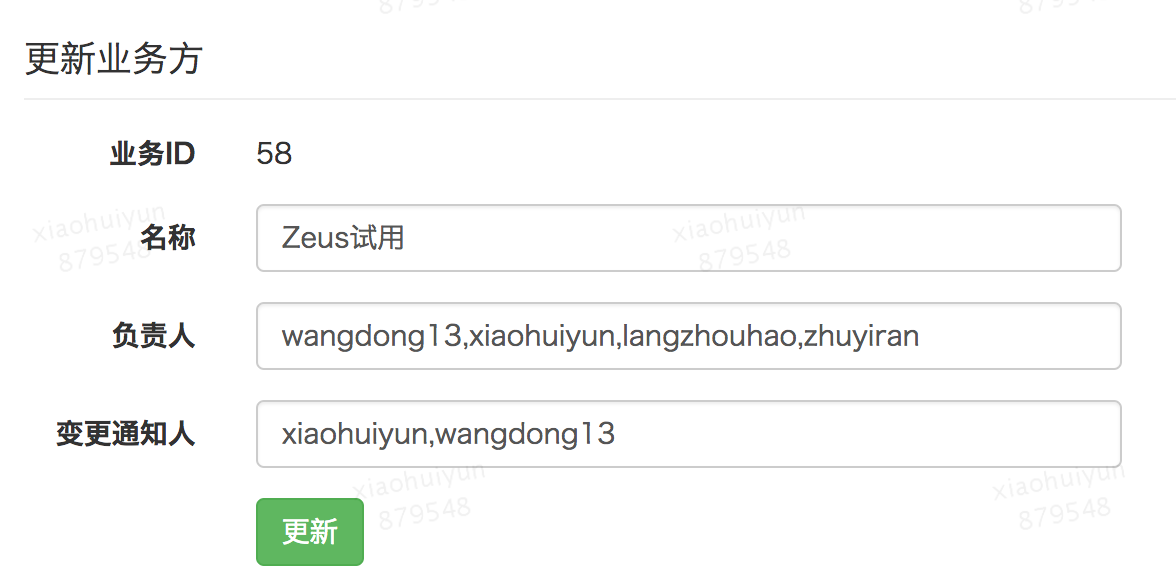 更新业务方
业务ID 58
名称 Zeus试用
负责人 wangdong13,xiaohuiyun,langzhouhao,zhuyiran
变更通知人 xiaohuiyun,wangdong13
更新
xiaohuiyun
879548
xiaohuiyun
879548
xiaohuiyun
879548
xiaohuiyun
879548